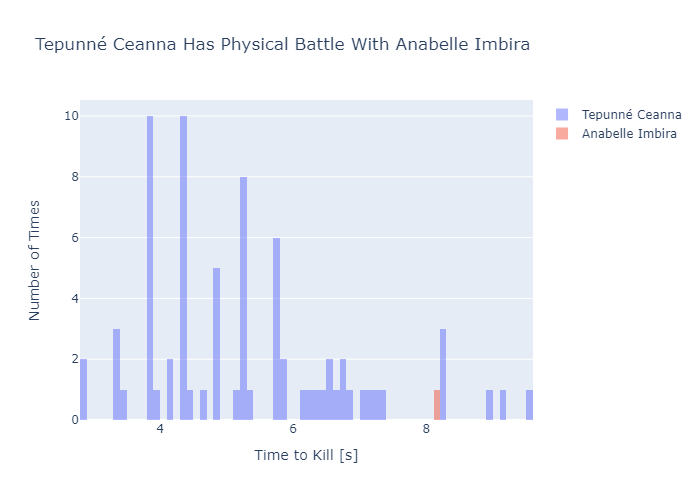 Tepunné Ceanna Has Physical Battle With Anabelle Imbira
Tepunné Ceanna
Anabelle Imbira
10
8
6
4
2
0
Number of Times
4
6
8
Time to Kill [s]